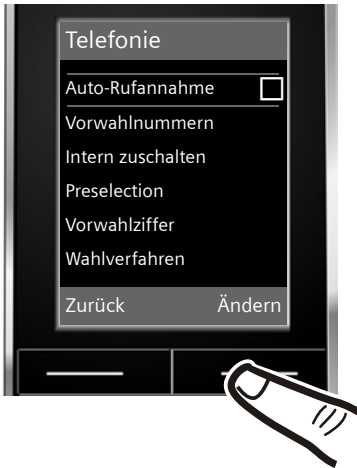 Telefonie
Auto-Rufannahme
Vorwahlnummern
Intern zuschalten
Preselection
Vorwahlziffer
Wahlverfahren
Zurück Ändern